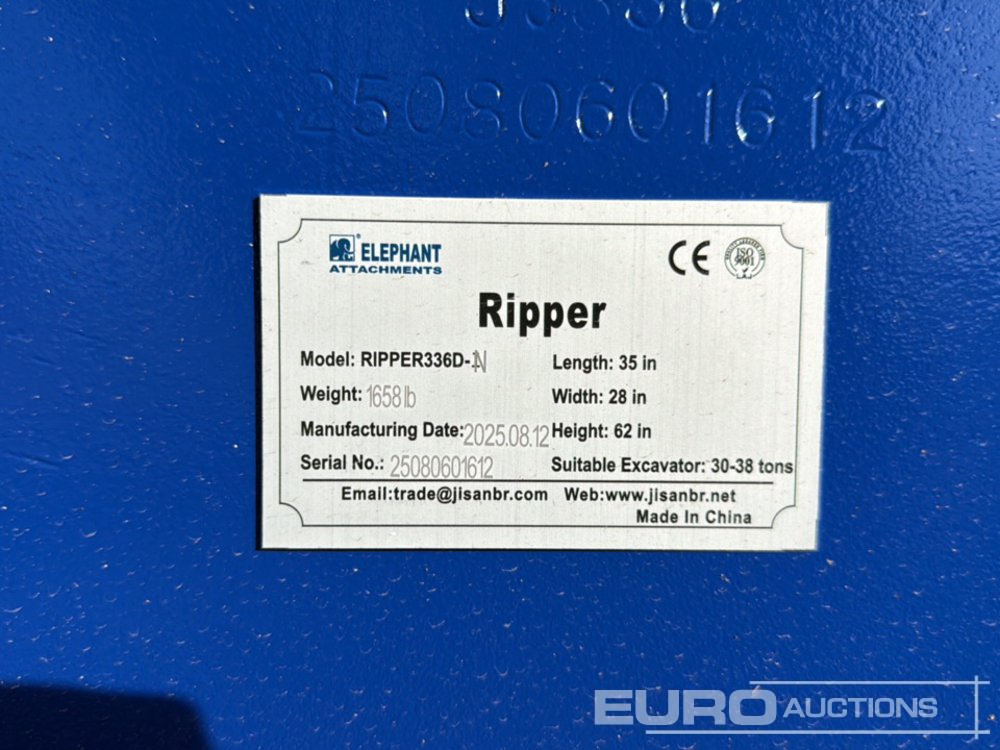 25080601612
ELEPHANT
ATTACHMENTS
CE
ISO
9001
Ripper
Model: RIPPER336D-
Length: 35 in
Weight: 1658 lb
Width: 28 in
Manufacturing Date: 2025.08.12
Height: 62 in
Serial No.: 25080601612
Suitable Excavator: 30-38 tons
Email:trade@jisanbr.com Web:www.jisanbr.net
Made In China
EURO AUCTIONS